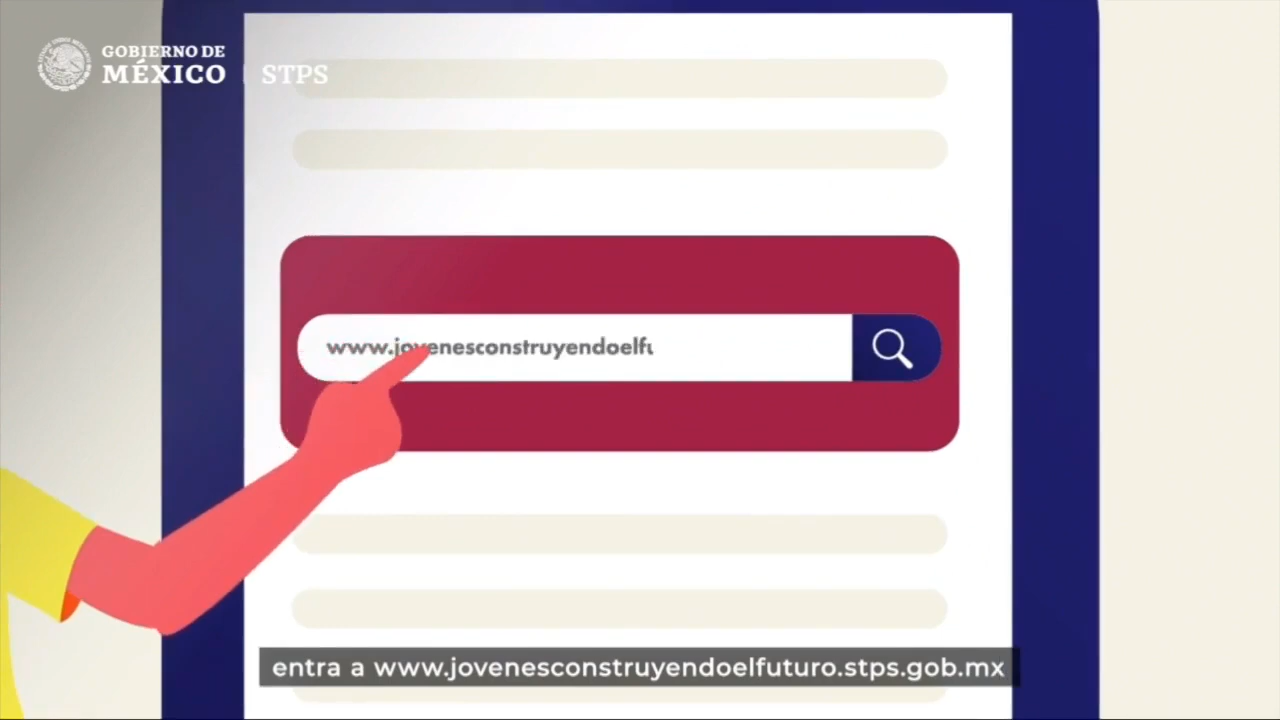 GOBIERNO DE
MÉXICO
STPS
www.jovenesconstruyendoelfu
entra a www.jovenesconstruyendoelfuturo.stps.gob.mx